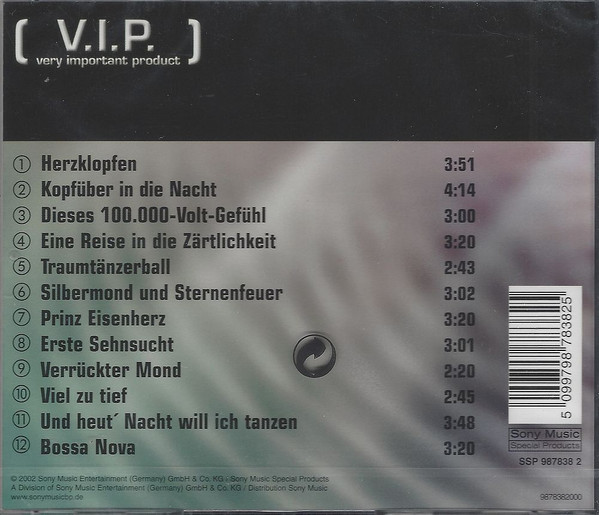 [ V.I.P. ]
very important product
1 Herzklopfen 3:51
2 Kopfüber in die Nacht 4:14
3 Dieses 100.000-Volt-Gefühl 3:00
4 Eine Reise in die Zärtlichkeit 3:20
5 Traumtänzerball 2:43
6 Silbermond und Sternenfeuer 3:02
7 Prinz Eisenherz 3:20
8 Erste Sehnsucht 3:01
9 Verrückter Mond 2:20
10 Viel zu tief 2:45
11 Und heut´ Nacht will ich tanzen 3:48
12 Bossa Nova 3:20
5 099798 783825
Sony Music
Special Products
SSP 987838 2
© 2002 Sony Music Entertainment (Germany) GmbH & Co. KG / Sony Music Special Products
A Division of Sony Music Entertainment (Germany) GmbH & Co. KG / Distribution Sony Music
www.sonymusicbp.de
9878382000